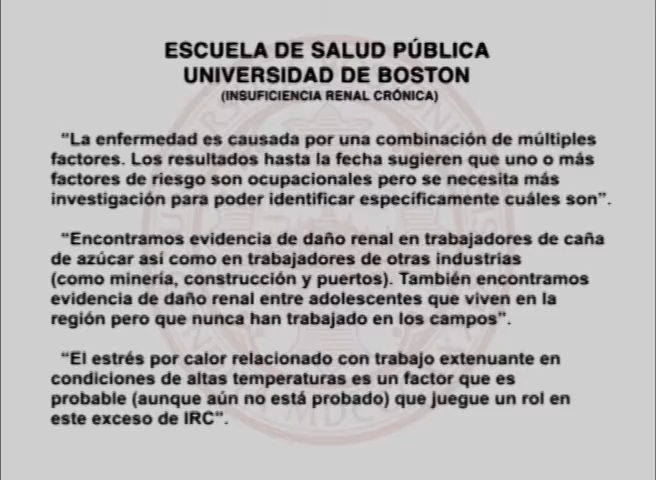 ESCUELA DE SALUD PÚBLICA
UNIVERSIDAD DE BOSTON
(INSUFICIENCIA RENAL CRÓNICA)
"La enfermedad es causada por una combinación de múltiples
factores. Los resultados hasta la fecha sugieren que uno o más
factores de riesgo son ocupacionales pero se necesita más
investigación para poder identificar específicamente cuáles son".
"Encontramos evidencia de daño renal en trabajadores de caña
de azúcar así como en trabajadores de otras industrias
(como minería, construcción y puertos). También encontramos
evidencia de daño renal entre adolescentes que viven en la
región pero que nunca han trabajado en los campos".
"El estrés por calor relacionado con trabajo extenuante en
condiciones de altas temperaturas es un factor que es
probable (aunque aún no está probado) que juegue un rol en
este exceso de IRC".